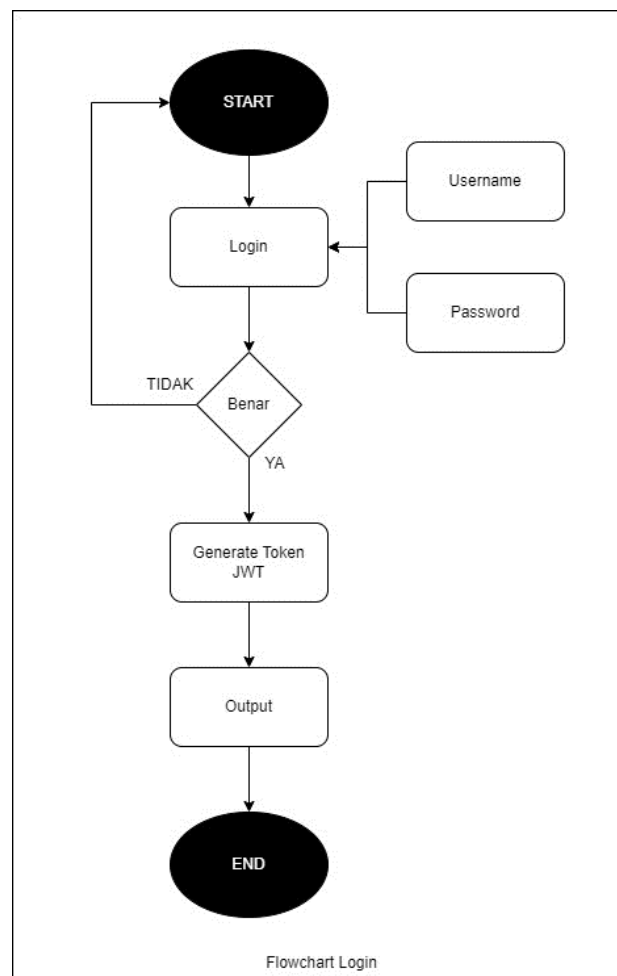 START
Username
Login
Password
TIDAK
Benar
YA
Generate Token
JWT
Output
END
Flowchart Login